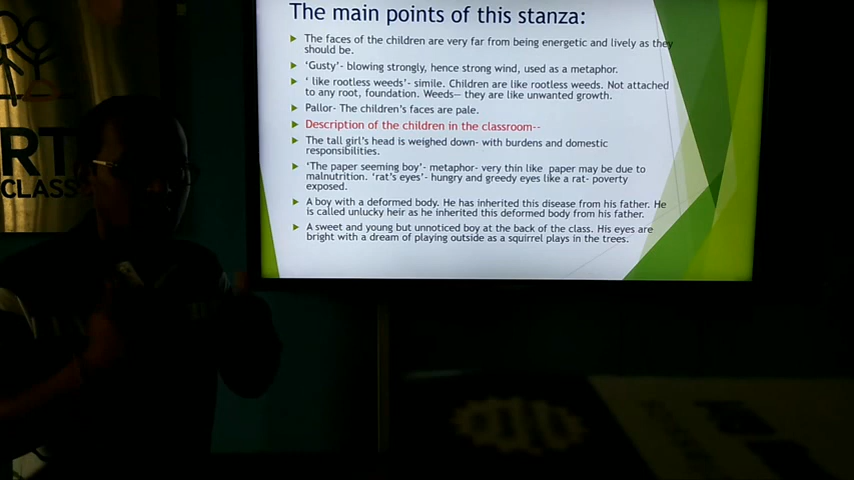 The main points of this stanza:
The faces of the children are very far from being energetic and lively as they
should be.
‘Gusty’- blowing strongly, hence strong wind, used as a metaphor.
‘ like rootless weeds’- simile. Children are like rootless weeds. Not attached
to any root, foundation. Weeds— they are like unwanted growth.
Pallor- The children’s faces are pale.
Description of the children in the classroom--
The tall girl’s head is weighed down- with burdens and domestic
responsibilities.
‘The paper seeming boy’- metaphor- very thin like paper may be due to
malnutrition. ‘rat’s eyes’- hungry and greedy eyes like a rat- poverty
exposed.
A boy with a deformed body. He has inherited this disease from his father. He
is called unlucky heir as he inherited this deformed body from his father.
A sweet and young but unnoticed boy at the back of the class. His eyes are
bright with a dream of playing outside as a squirrel plays in the trees.
RT
CLASS